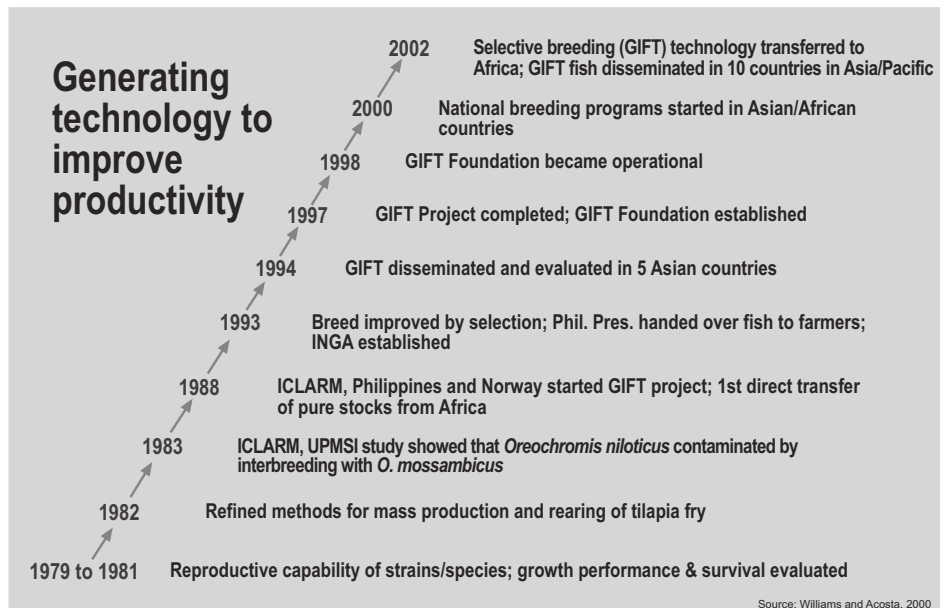 Generating
technology to
improve
productivity
2002 Selective breeding (GIFT) technology transferred to
Africa; GIFT fish disseminated in 10 countries in Asia/Pacific
2000 National breeding programs started in Asian/African
countries
1998 GIFT Foundation became operational
1997 GIFT Project completed; GIFT Foundation established
1994 GIFT disseminated and evaluated in 5 Asian countries
1993 Breed improved by selection; Phil. Pres. handed over fish to farmers;
INGA established
1988 ICLARM, Philippines and Norway started GIFT project; 1st direct transfer
of pure stocks from Africa
1983 ICLARM, UPMSI study showed that Oreochromis niloticus contaminated by
interbreeding with O. mossambicus
1982 Refined methods for mass production and rearing of tilapia fry
1979 to 1981 Reproductive capability of strains/species; growth performance & survival evaluated
Source: Williams and Acosta, 2000